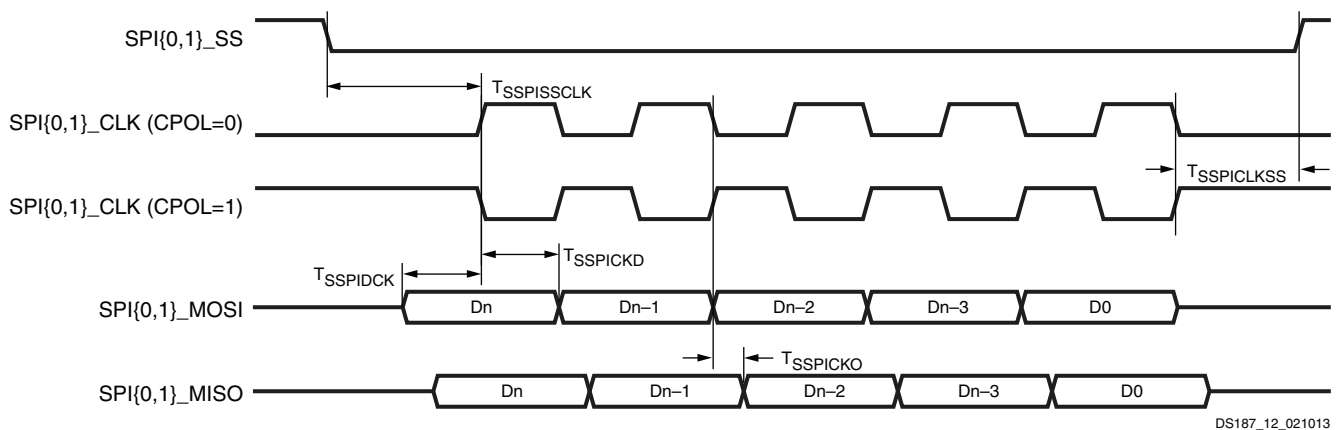 SPI{0,1}_SS
TSSPISSCLK
SPI{0,1}_CLK (CPOL=0)
TSSPICLKSS
SPI{0,1}_CLK (CPOL=1)
TSSPIDCK
TSSPICKD
SPI{0,1}_MOSI Dn Dn–1 Dn–2 Dn–3 D0
TSSPICKO
SPI{0,1}_MISO Dn Dn–1 Dn–2 Dn–3 D0
DS187_12_021013